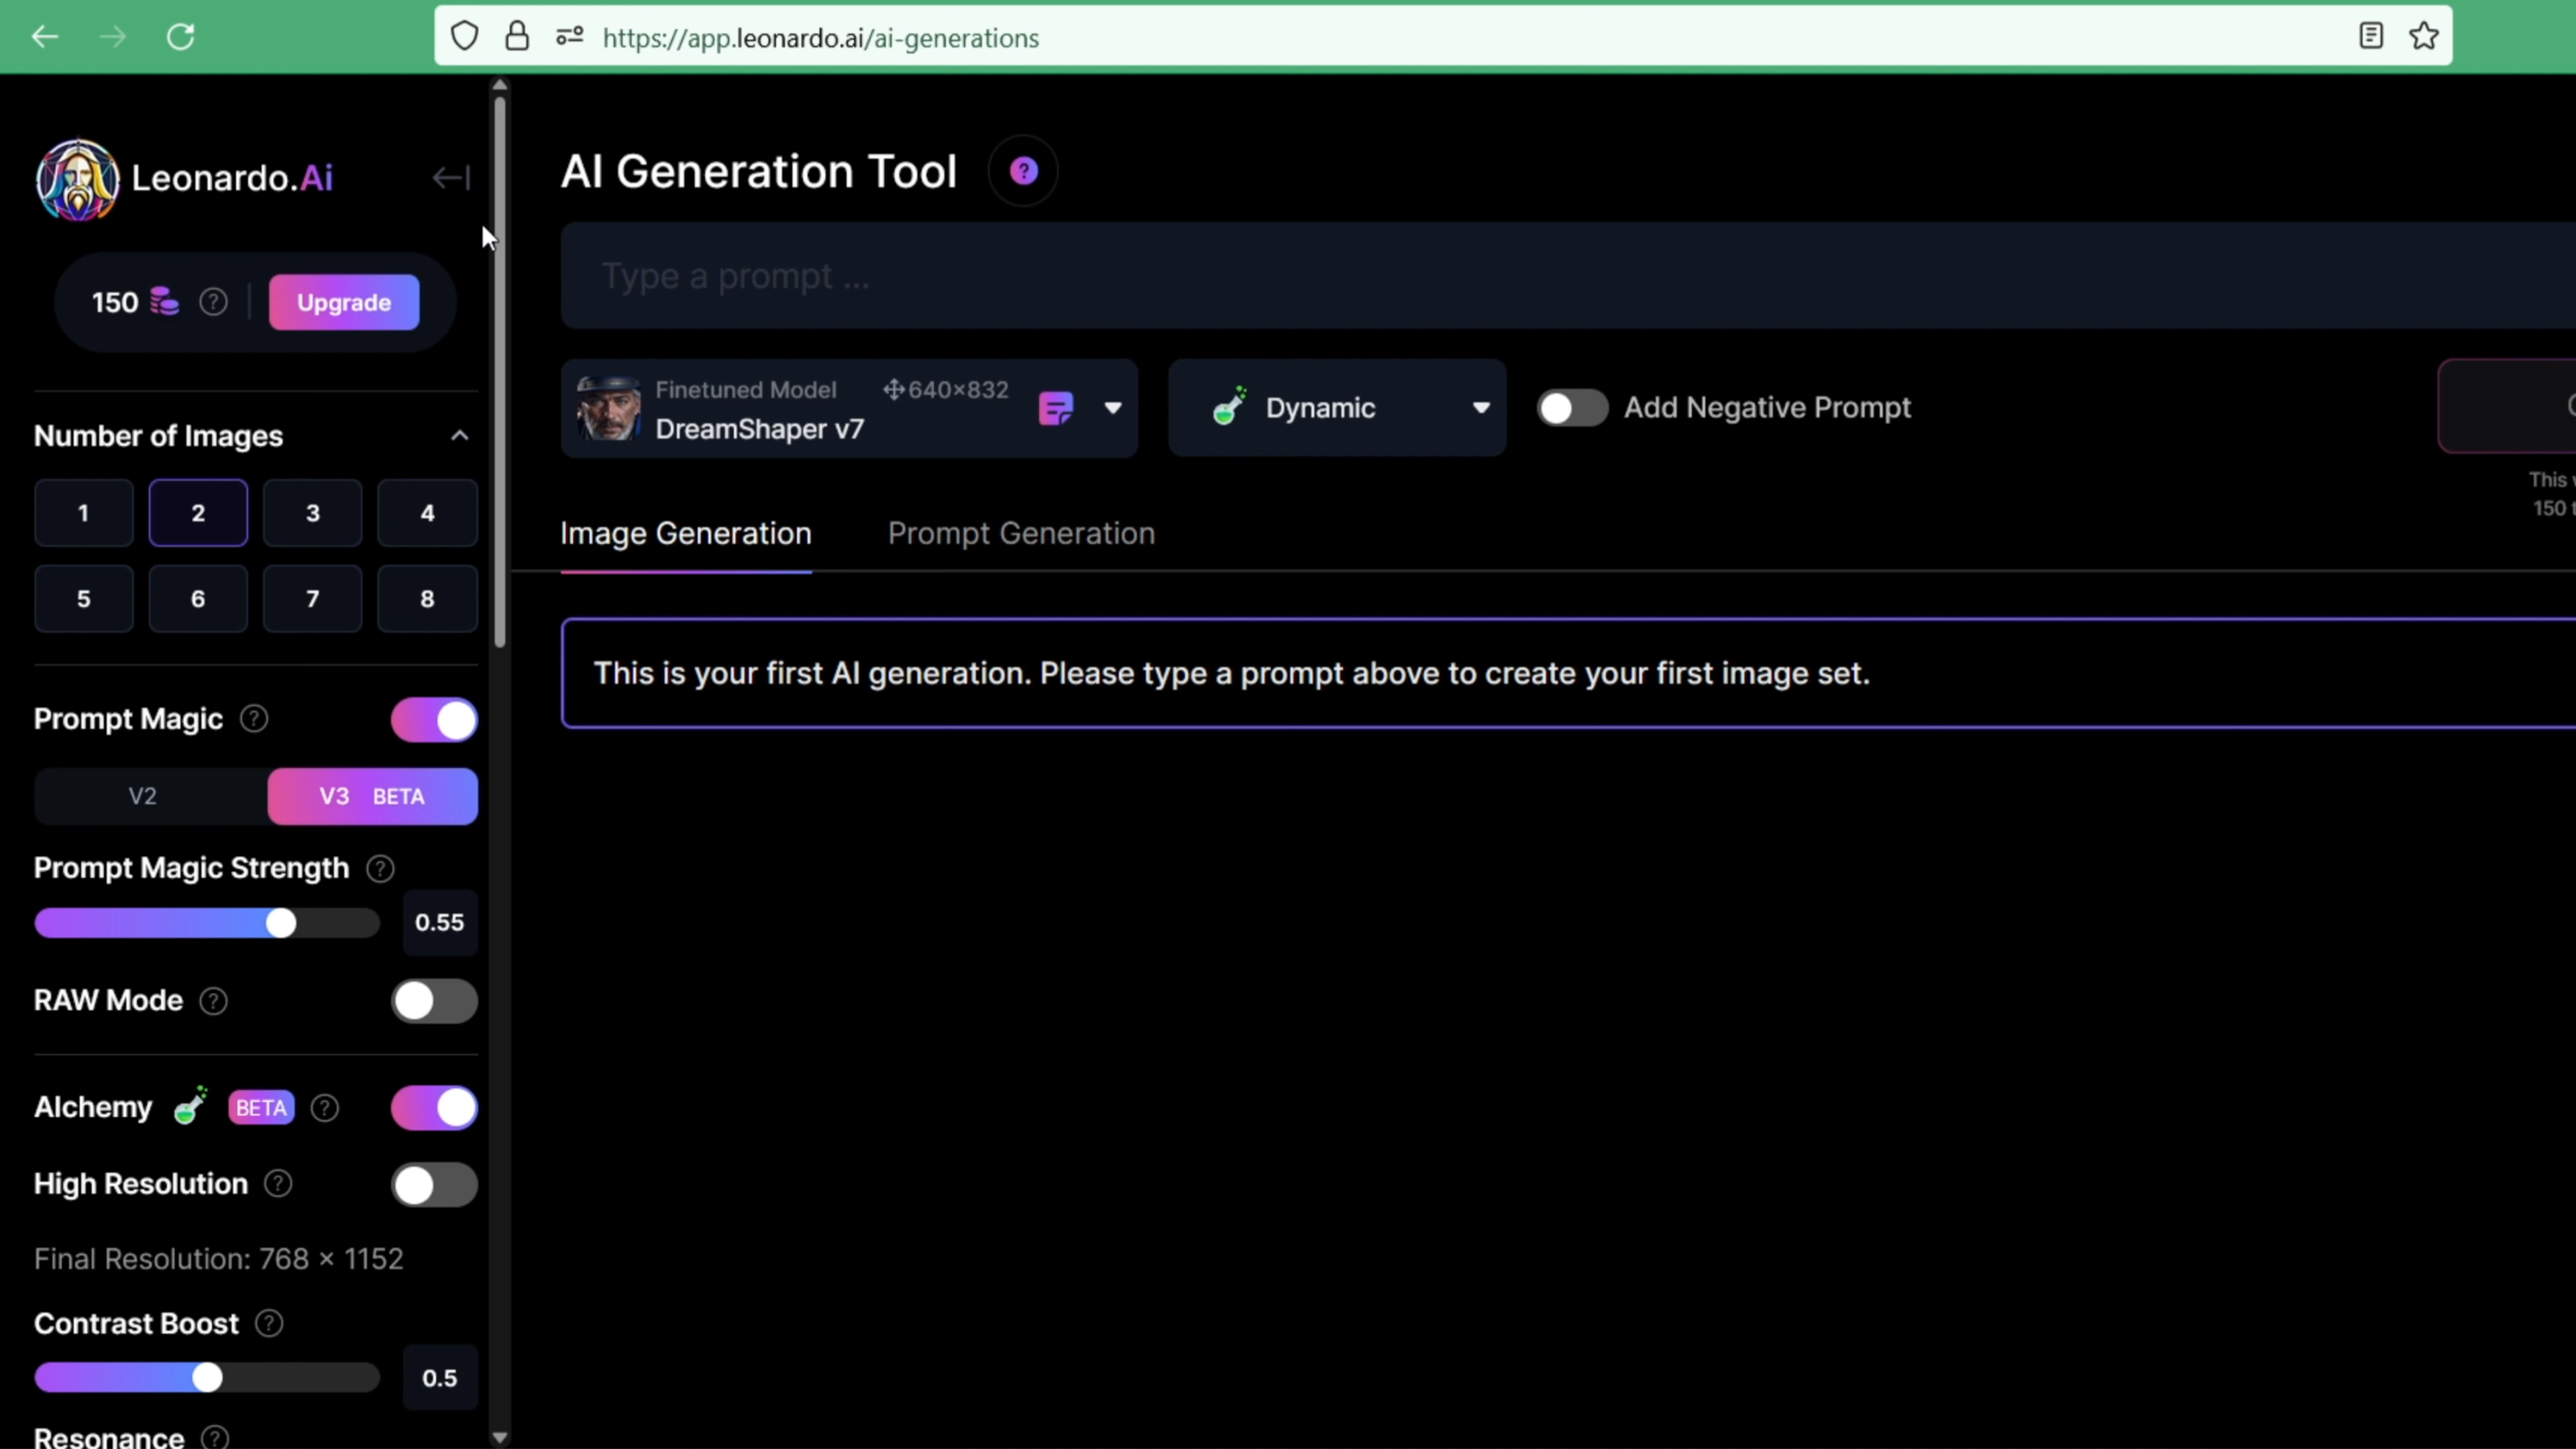 https://app.leonardo.ai/ai-generations
Leonardo.Ai
150
Upgrade
Number of Images
1 2 3 4
5 6 7 8
Prompt Magic
V2 V3 BETA
Prompt Magic Strength
0.55
RAW Mode
Alchemy BETA
High Resolution
Final Resolution: 768 × 1152
Contrast Boost
0.5
Resonance
AI Generation Tool
Type a prompt ...
Finetuned Model 640×832
DreamShaper v7
Dynamic
Add Negative Prompt
This
150
Image Generation Prompt Generation
This is your first AI generation. Please type a prompt above to create your first image set.